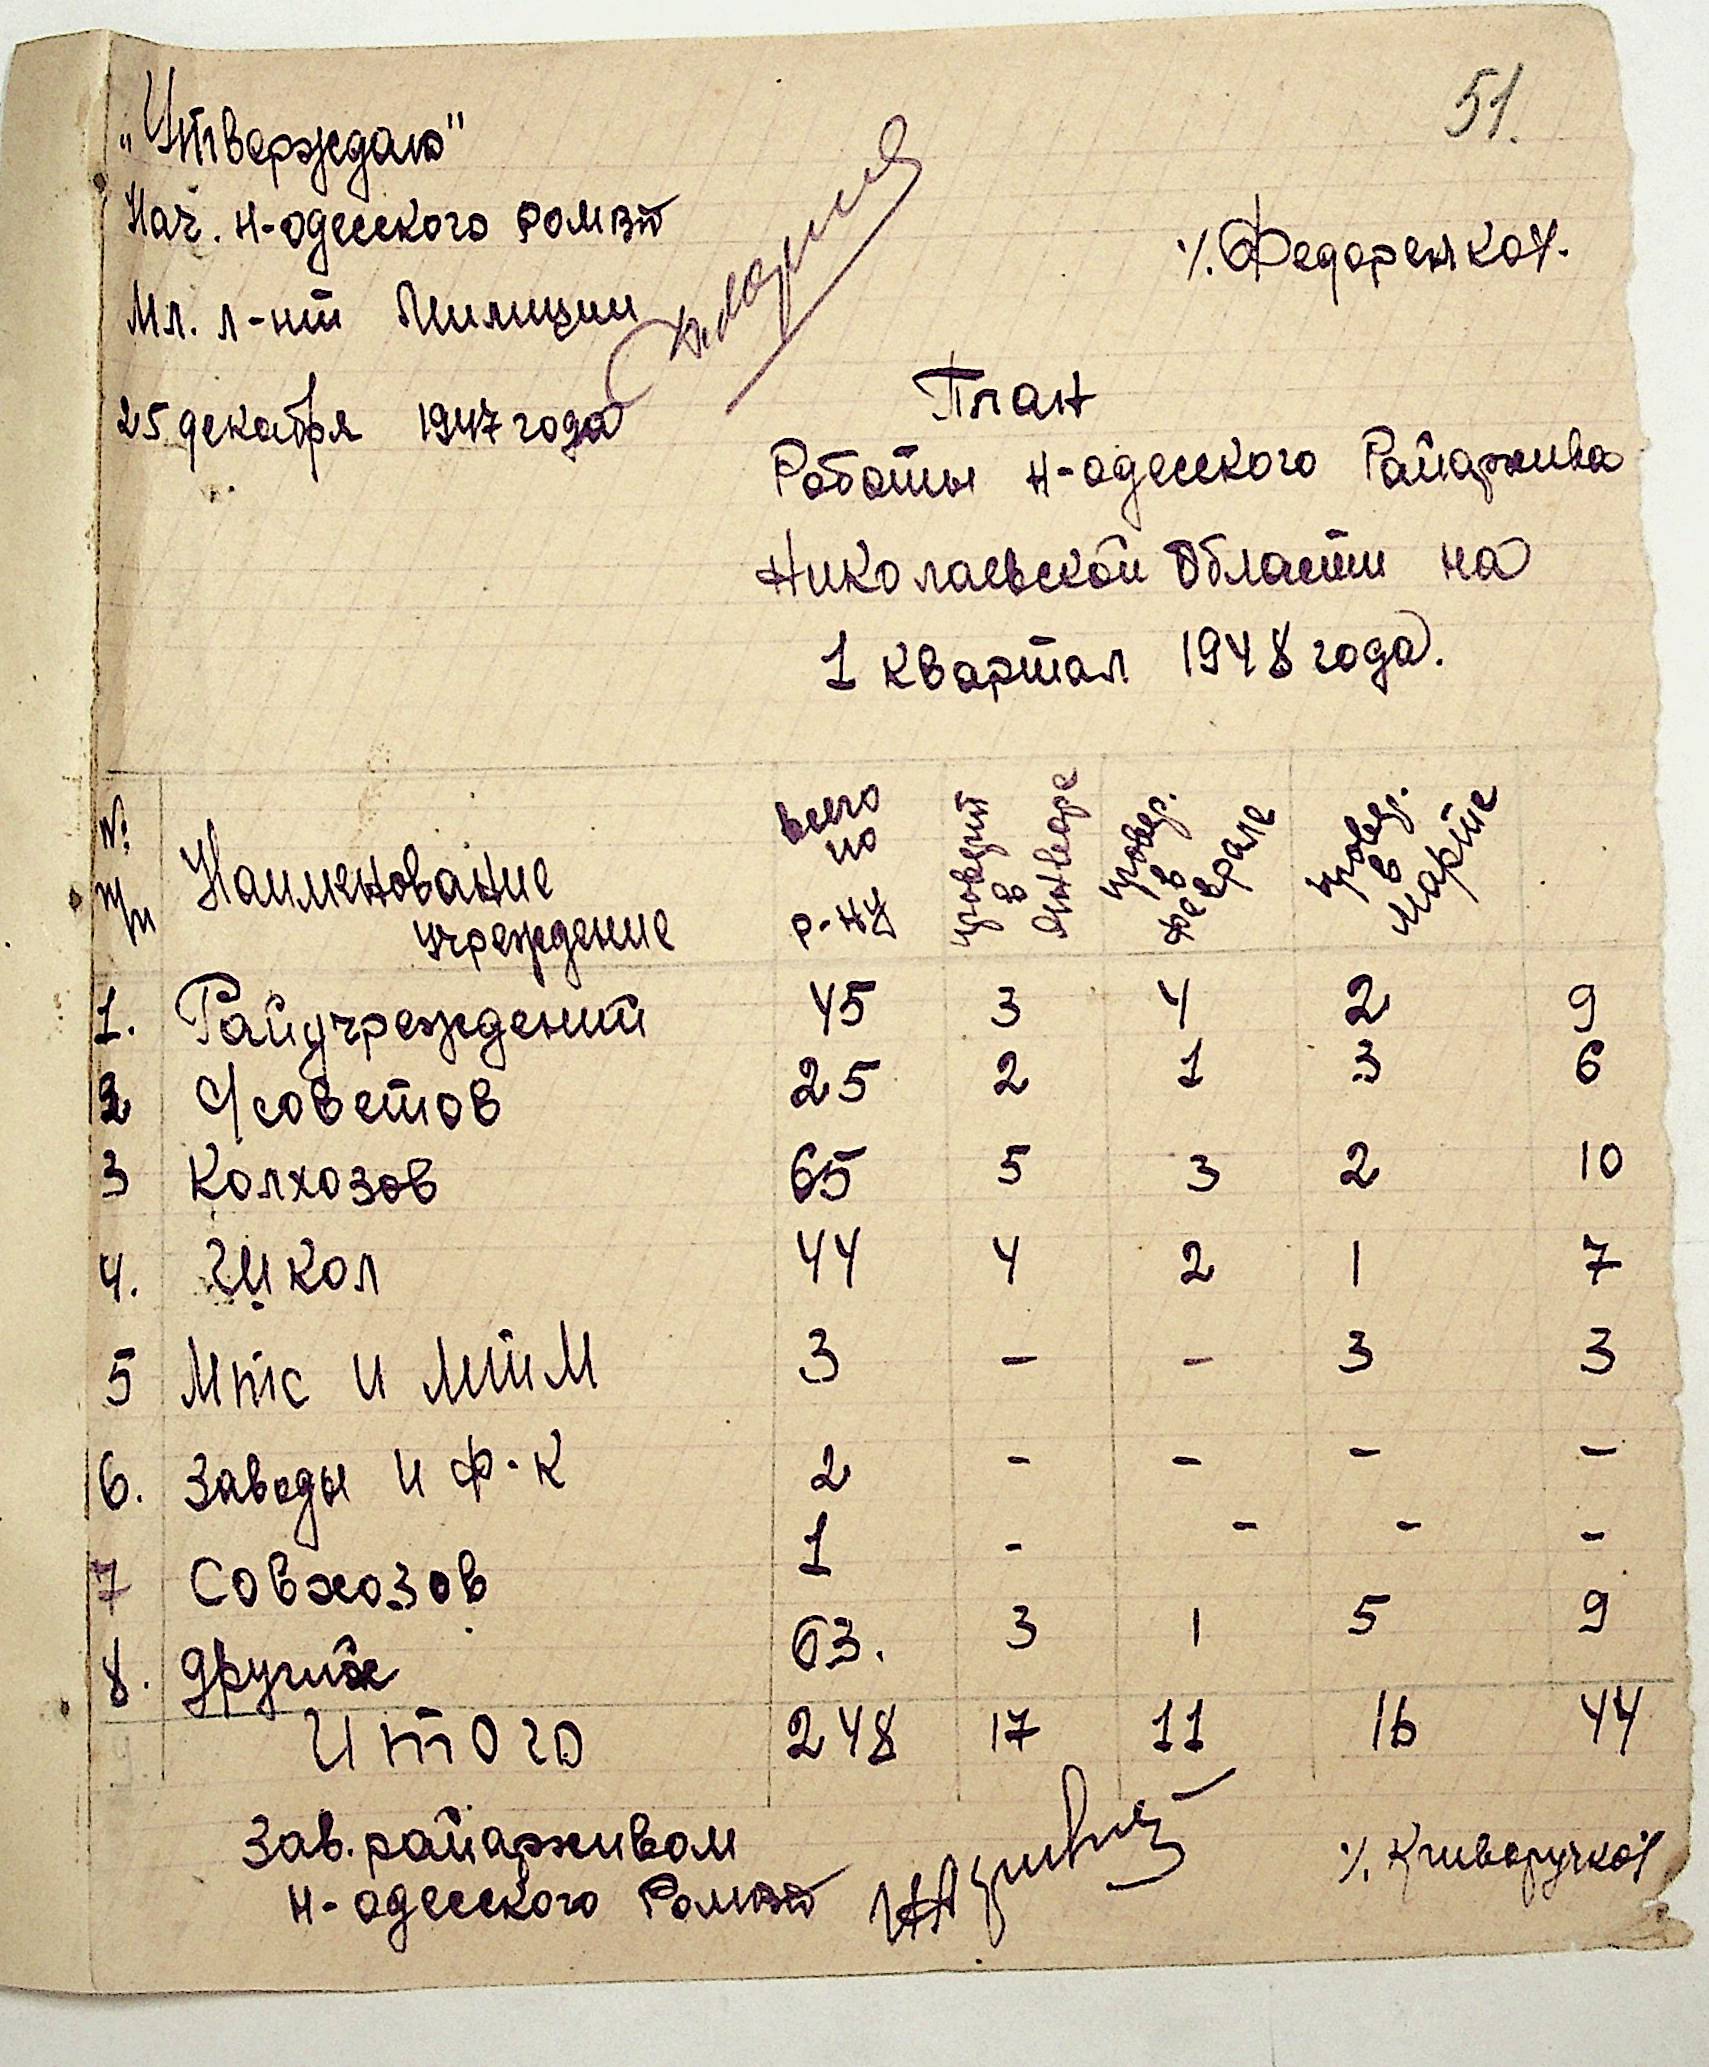 51.
„Утверждаю"
Нач. Н-одесского РОМВД
Мл. л-нт Милиции
/. Федоренко /.
25 декабря 1947 года
План
Работы Н-одесского Райархива
Николаевской Области на
1 квартал 1948 года.
№ п/п Наименование учреждение всего по р-ну провед. в Январе провед. в феврале провед. в марте
1. Райучреждений 45 3 4 2 9
2 С/советов 25 2 1 3 6
3 Колхозов 65 5 3 2 10
4. Школ 44 4 2 1 7
5 Мтс и МТМ 3 - - 3 3
6. Заводы и ф-к 2 - - - -
7 Совхозов 1 - - - -
8. других 63. 3 1 5 9
Итого 248 17 11 16 44
Зав. райархивом
Н-одесского РОМВД
/. Криворучко /